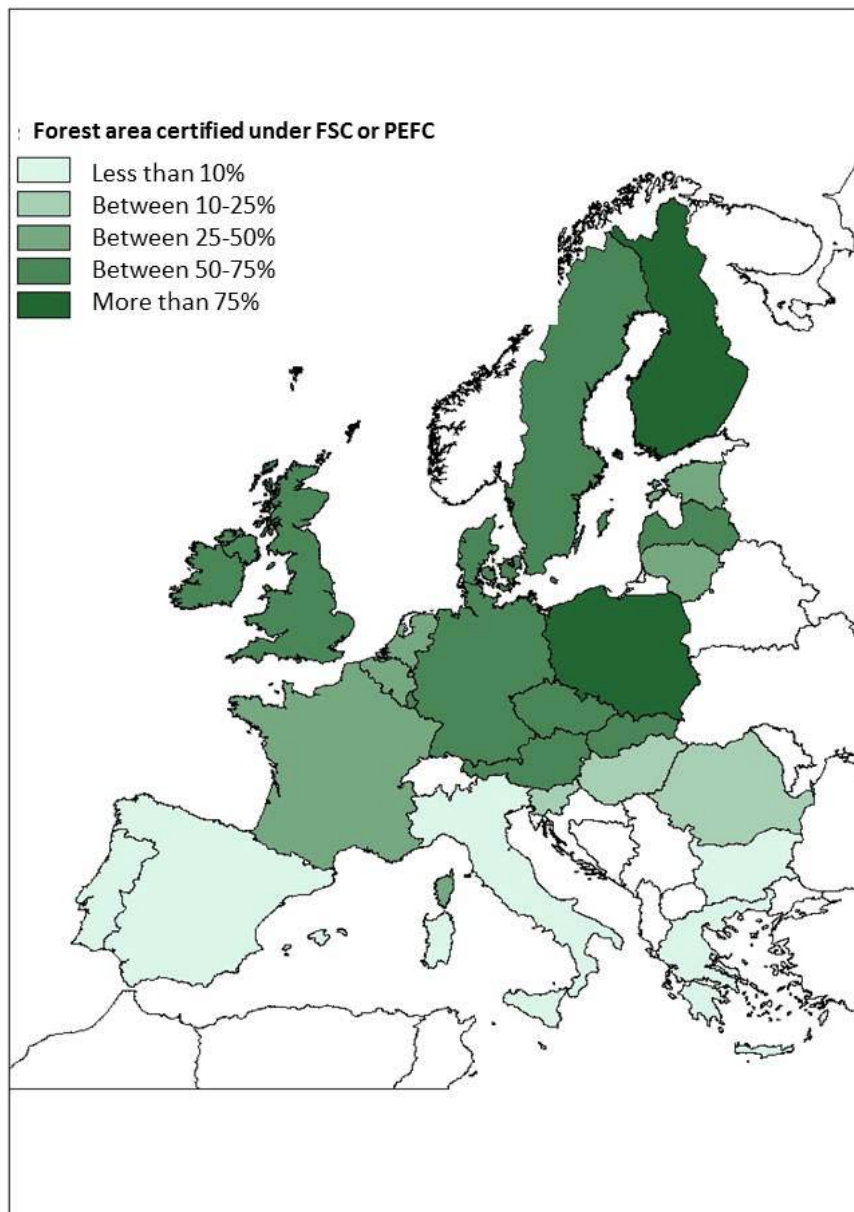 : Forest area certified under FSC or PEFC
Less than 10%
Between 10-25%
Between 25-50%
Between 50-75%
More than 75%